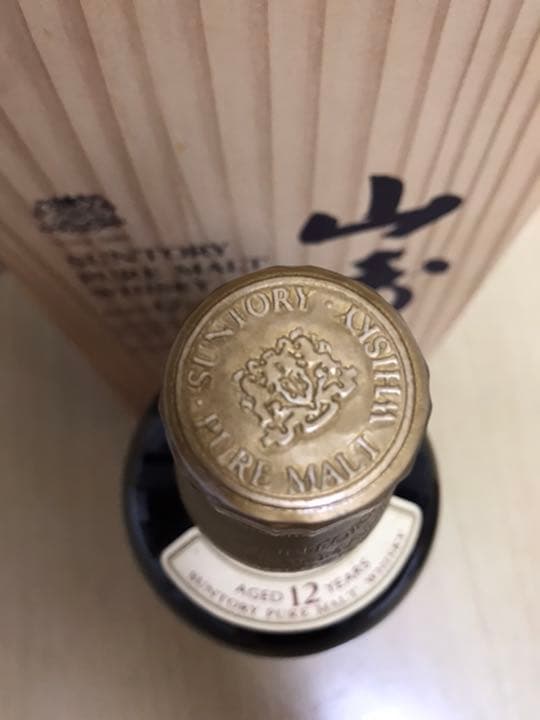 山崎
SUNTORY
PURE MALT
WHISKY
SUNTORY · WHISKY · PURE MALT
AGED 12 YEARS
SUNTORY PURE MALT WHISKY